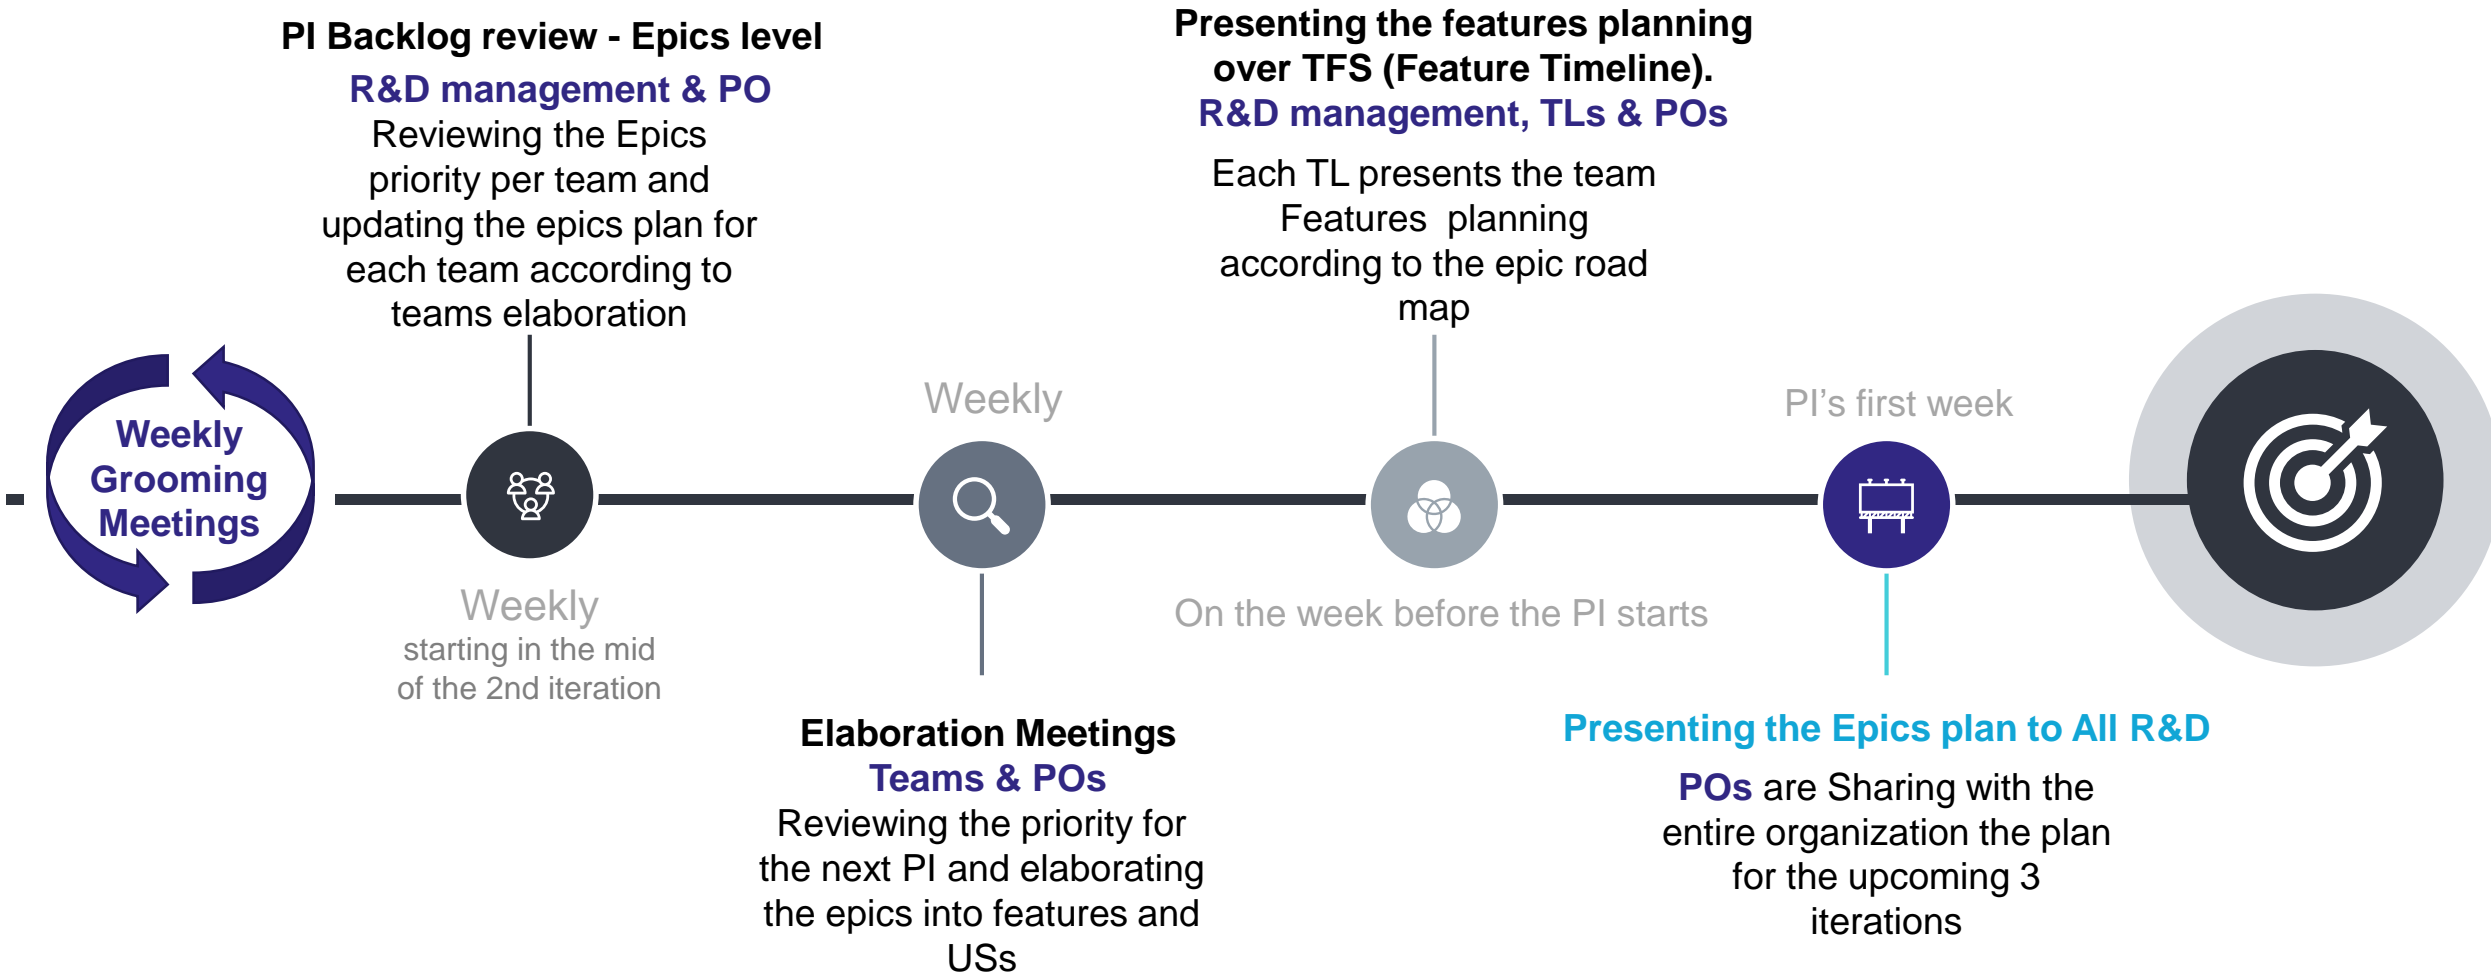 PI Backlog review - Epics level
R&D management & PO
Reviewing the Epics
priority per team and
updating the epics plan for
each team according to
teams elaboration
Presenting the features planning
over TFS (Feature Timeline).
R&D management, TLs & POs
Each TL presents the team
Features planning
according to the epic road
map
Weekly
Grooming
Meetings
Weekly
starting in the mid
of the 2nd iteration
Weekly
Elaboration Meetings
Teams & POs
Reviewing the priority for
the next PI and elaborating
the epics into features and
USs
On the week before the PI starts
PI’s first week
Presenting the Epics plan to All R&D
POs are Sharing with the
entire organization the plan
for the upcoming 3
iterations